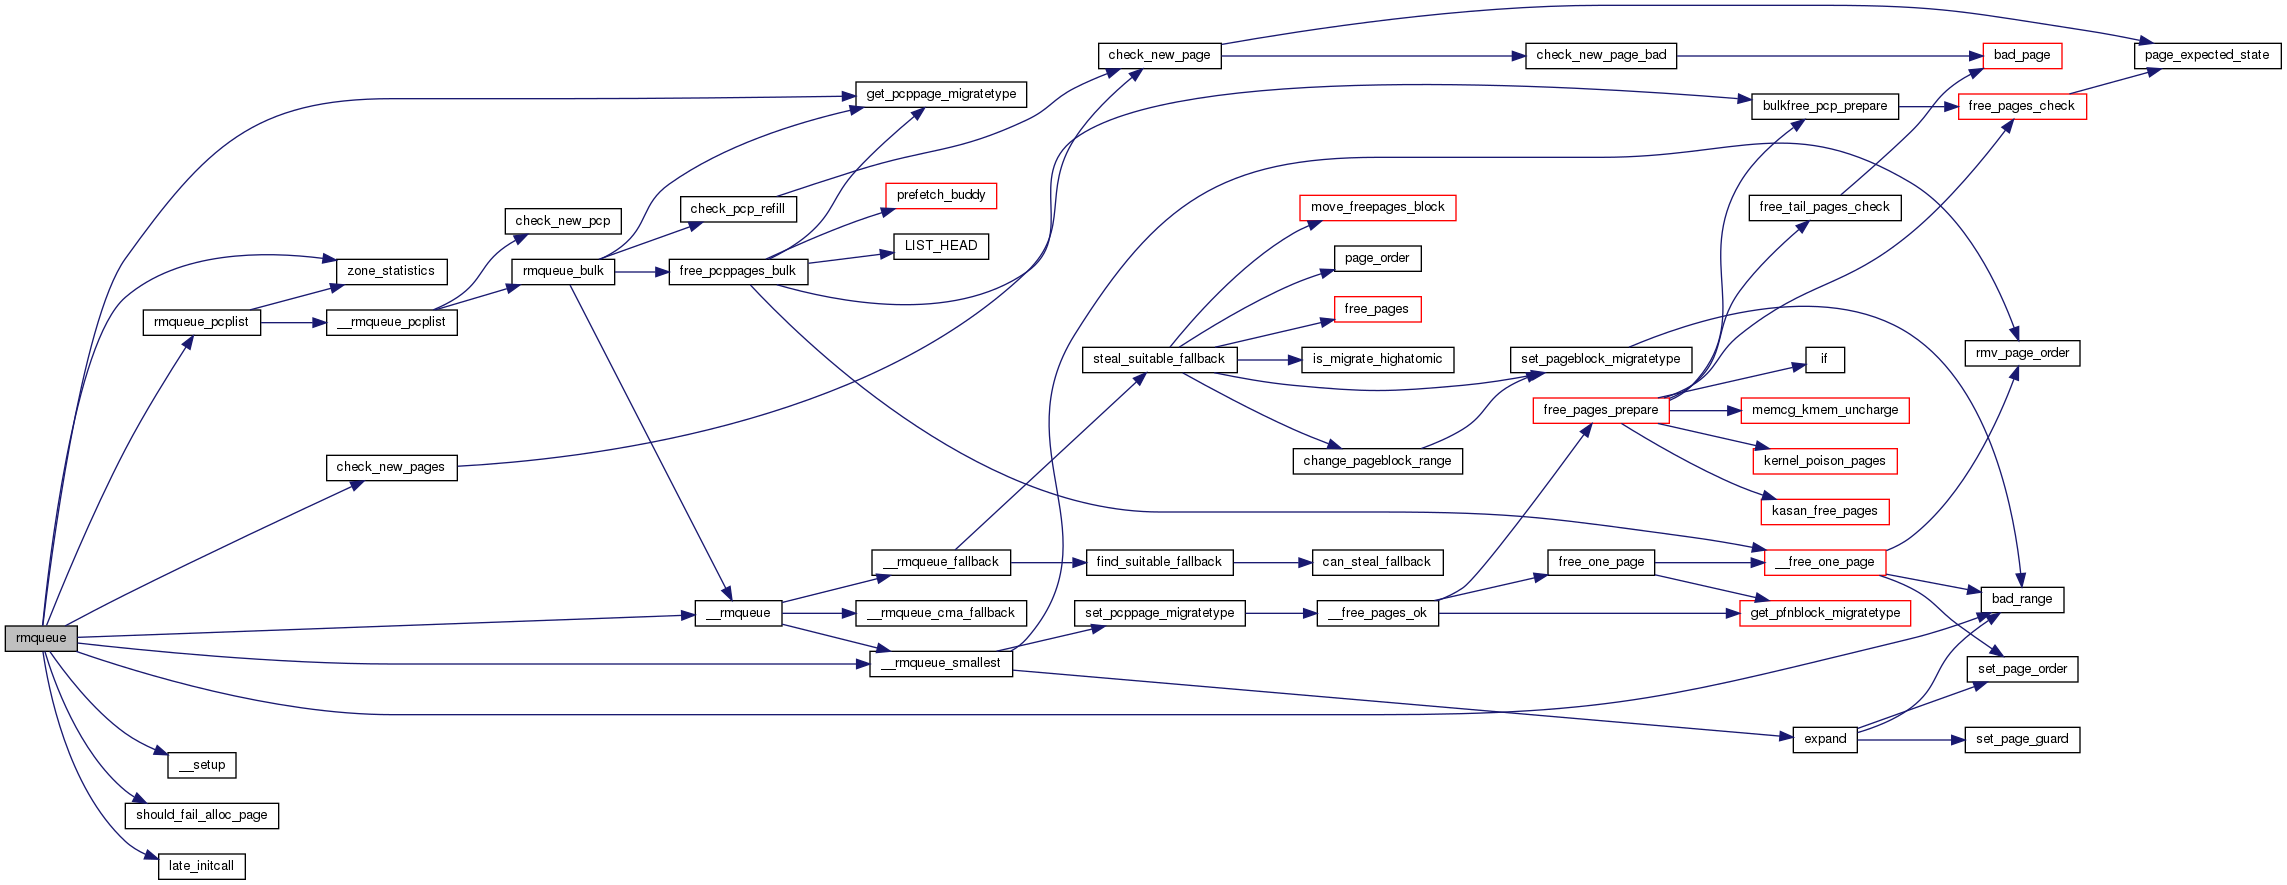 check_new_page
check_new_page_bad
bad_page
page_expected_state
get_pcppage_migratetype
bulkfree_pcp_prepare
free_pages_check
prefetch_buddy
check_pcp_refill
move_freepages_block
free_tail_pages_check
check_new_pcp
LIST_HEAD
page_order
zone_statistics
rmqueue_bulk
free_pcppages_bulk
free_pages
rmqueue_pcplist
__rmqueue_pcplist
steal_suitable_fallback
is_migrate_highatomic
set_pageblock_migratetype
if
rmv_page_order
free_pages_prepare
memcg_kmem_uncharge
check_new_pages
change_pageblock_range
kernel_poison_pages
kasan_free_pages
__rmqueue_fallback
find_suitable_fallback
can_steal_fallback
free_one_page
__free_one_page
bad_range
__rmqueue
__rmqueue_cma_fallback
set_pcppage_migratetype
__free_pages_ok
get_pfnblock_migratetype
rmqueue
__rmqueue_smallest
set_page_order
expand
set_page_guard
__setup
should_fail_alloc_page
late_initcall